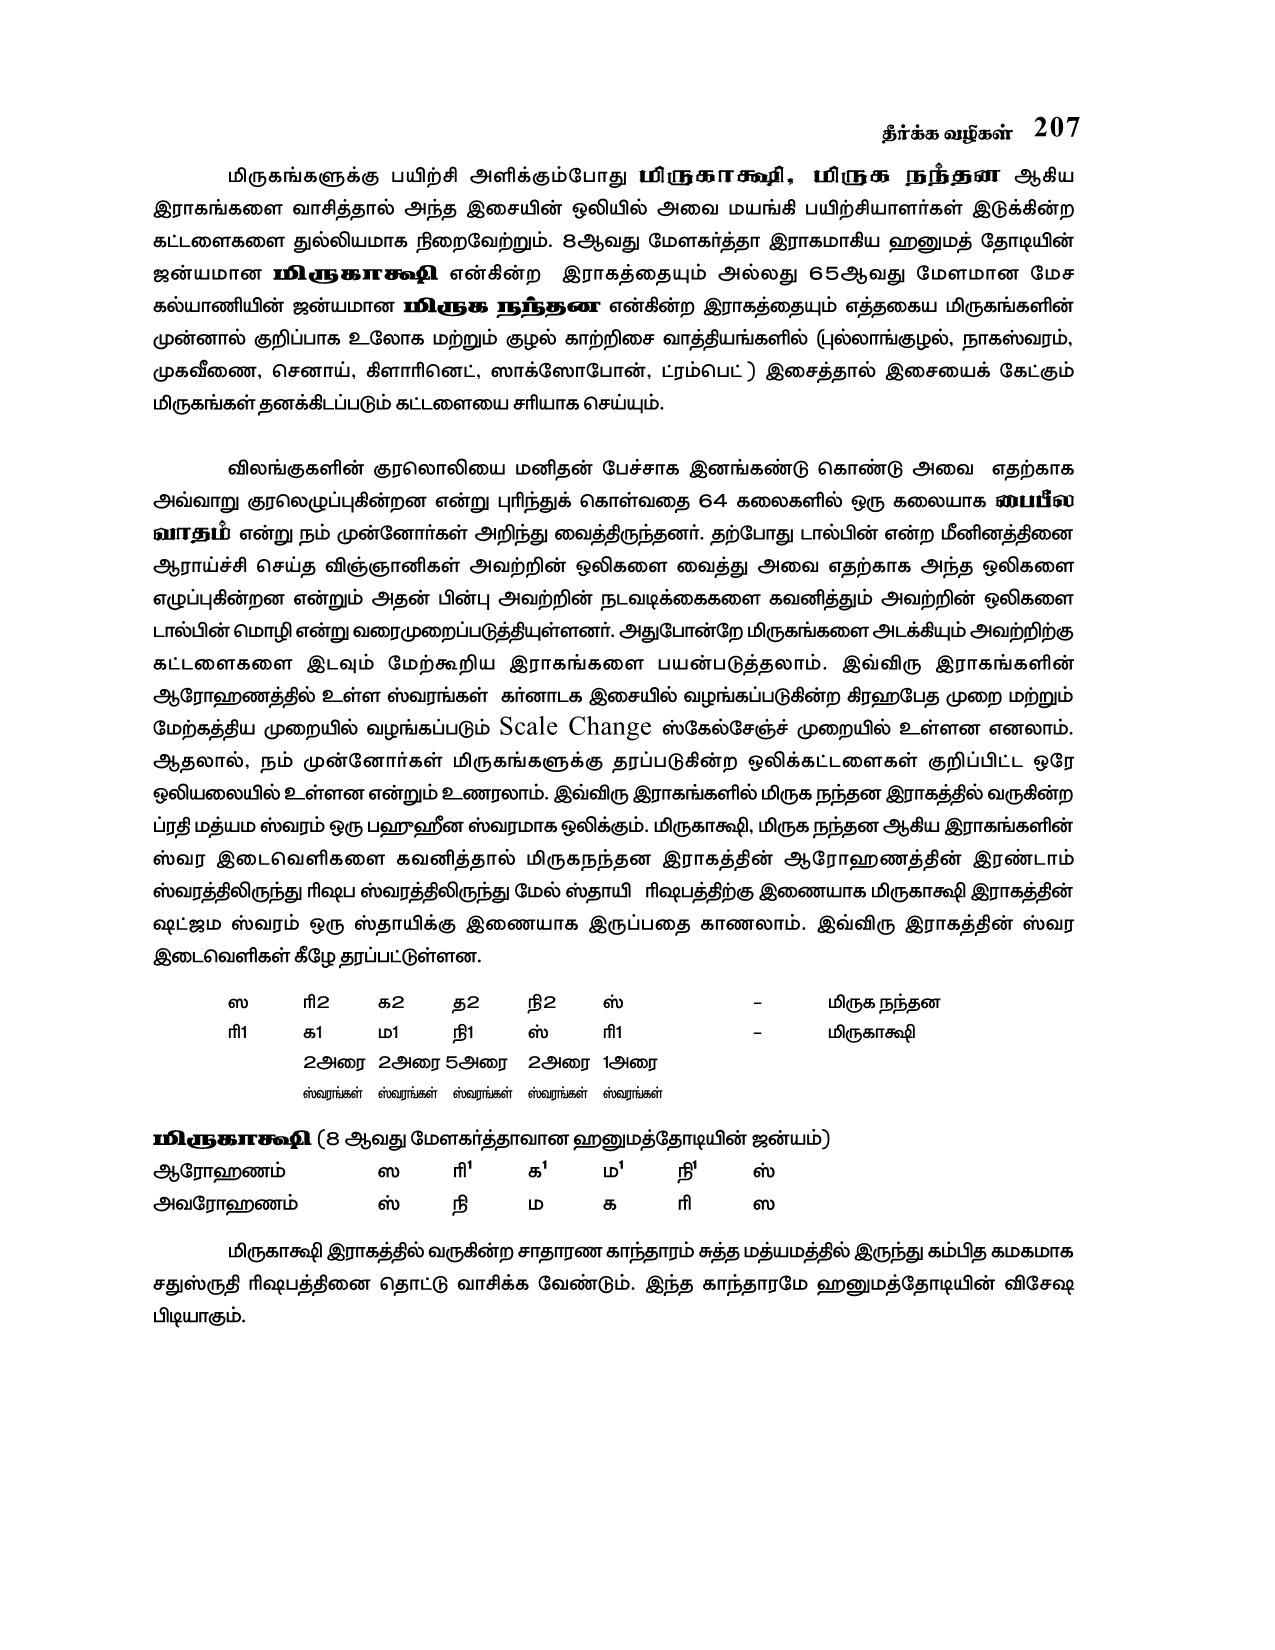 தீர்க்க வழிகள் 207
மிருகங்களுக்கு பயிற்சி அளிக்கும்போது மிருகாக்ஷி, மிருக நந்தன ஆகிய
இராகங்களை வாசித்தால் அந்த இசையின் ஒலியில் அவை மயங்கி பயிற்சியாளர்கள் இடுக்கின்ற
கட்டளைகளை துல்லியமாக நிறைவேற்றும். 8ஆவது மேளகர்த்தா இராகமாகிய ஹனுமத் தோடியின்
ஜன்யமான மிருகாக்ஷி என்கின்ற இராகத்தையும் அல்லது 65ஆவது மேளமான மேச
கல்யாணியின் ஜன்யமான மிருக நந்தன என்கின்ற இராகத்தையும் எத்தகைய மிருகங்களின்
முன்னால் குறிப்பாக உலோக மற்றும் குழல் காற்றிசை வாத்தியங்களில் (புல்லாங்குழல், நாகஸ்வரம்,
முகவீணை, செனாய், கிளாரினெட், ஸாக்ஸோபோன், ட்ரம்பெட் ) இசைத்தால் இசையைக் கேட்கும்
மிருகங்கள் தனக்கிடப்படும் கட்டளையை சரியாக செய்யும்.
விலங்குகளின் குரலொலியை மனிதன் பேச்சாக இனங்கண்டு கொண்டு அவை எதற்காக
அவ்வாறு குரலெழுப்புகின்றன என்று புரிந்துக் கொள்வதை 64 கலைகளில் ஒரு கலையாக பைபீல
வாதம் என்று நம் முன்னோர்கள் அறிந்து வைத்திருந்தனர். தற்போது டால்பின் என்ற மீனினத்தினை
ஆராய்ச்சி செய்த விஞ்ஞானிகள் அவற்றின் ஒலிகளை வைத்து அவை எதற்காக அந்த ஒலிகளை
எழுப்புகின்றன என்றும் அதன் பின்பு அவற்றின் நடவடிக்கைகளை கவனித்தும் அவற்றின் ஒலிகளை
டால்பின் மொழி என்று வரைமுறைப்படுத்தியுள்ளனர். அதுபோன்றே மிருகங்களை அடக்கியும் அவற்றிற்கு
கட்டளைகளை இடவும் மேற்கூறிய இராகங்களை பயன்படுத்தலாம். இவ்விரு இராகங்களின்
ஆரோஹணத்தில் உள்ள ஸ்வரங்கள் கர்னாடக இசையில் வழங்கப்படுகின்ற கிரஹபேத முறை மற்றும்
மேற்கத்திய முறையில் வழங்கப்படும் Scale Change ஸ்கேல்சேஞ்ச் முறையில் உள்ளன எனலாம்.
ஆதலால், நம் முன்னோர்கள் மிருகங்களுக்கு தரப்படுகின்ற ஒலிக்கட்டளைகள் குறிப்பிட்ட ஒரே
ஒலியலையில் உள்ளன என்றும் உணரலாம். இவ்விரு இராகங்களில் மிருக நந்தன இராகத்தில் வருகின்ற
ப்ரதி மத்யம ஸ்வரம் ஒரு பஹுஹீன ஸ்வரமாக ஒலிக்கும். மிருகாக்ஷி, மிருக நந்தன ஆகிய இராகங்களின்
ஸ்வர இடைவெளிகளை கவனித்தால் மிருகநந்தன இராகத்தின் ஆரோஹணத்தின் இரண்டாம்
ஸ்வரத்திலிருந்து ரிஷப ஸ்வரத்திலிருந்து மேல் ஸ்தாயி ரிஷபத்திற்கு இணையாக மிருகாக்ஷி இராகத்தின்
ஷட்ஜம ஸ்வரம் ஒரு ஸ்தாயிக்கு இணையாக இருப்பதை காணலாம். இவ்விரு இராகத்தின் ஸ்வர
இடைவெளிகள் கீழே தரப்பட்டுள்ளன.
ஸ ரி2 க2 த2 நி2 ஸ் - மிருக நந்தன
ரி1 க1 ம1 நி1 ஸ் ரி1 - மிருகாக்ஷி
2அரை 2அரை 5அரை 2அரை 1அரை
ஸ்வரங்கள் ஸ்வரங்கள் ஸ்வரங்கள் ஸ்வரங்கள் ஸ்வரங்கள்
மிருகாக்ஷி (8 ஆவது மேளகர்த்தாவான ஹனுமத்தோடியின் ஜன்யம்)
ஆரோஹணம் ஸ ரி¹ க¹ ம¹ நி¹ ஸ்
அவரோஹணம் ஸ் நி ம க ரி ஸ
மிருகாக்ஷி இராகத்தில் வருகின்ற சாதாரண காந்தாரம் சுத்த மத்யமத்தில் இருந்து கம்பித கமகமாக
சதுஸ்ருதி ரிஷபத்தினை தொட்டு வாசிக்க வேண்டும். இந்த காந்தாரமே ஹனுமத்தோடியின் விசேஷ
பிடியாகும்.